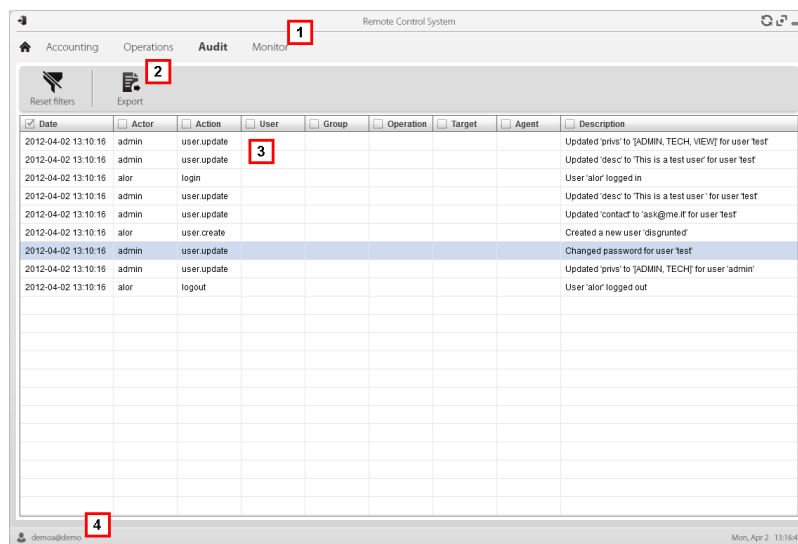 Remote Control System
1
Accounting Operations Audit Monitor
2
Reset filters Export
Date Actor Action User Group Operation Target Agent Description
2012-04-02 13:10:16 admin user.update Updated 'privs' to '[ADMIN, TECH, VIEW]' for user 'test'
3
2012-04-02 13:10:16 admin user.update Updated 'desc' to 'This is a test user' for user 'test'
2012-04-02 13:10:16 alor login User 'alor' logged in
2012-04-02 13:10:16 admin user.update Updated 'desc' to 'This is a test user ' for user 'test'
2012-04-02 13:10:16 admin user.update Updated 'contact' to 'ask@me.it' for user 'test'
2012-04-02 13:10:16 alor user.create Created a new user 'disgrunted'
2012-04-02 13:10:16 admin user.update Changed password for user 'test'
2012-04-02 13:10:16 admin user.update Updated 'privs' to '[ADMIN, TECH]' for user 'admin'
2012-04-02 13:10:16 alor logout User 'alor' logged out
4
demoa@demo Mon, Apr 2 13:16:4